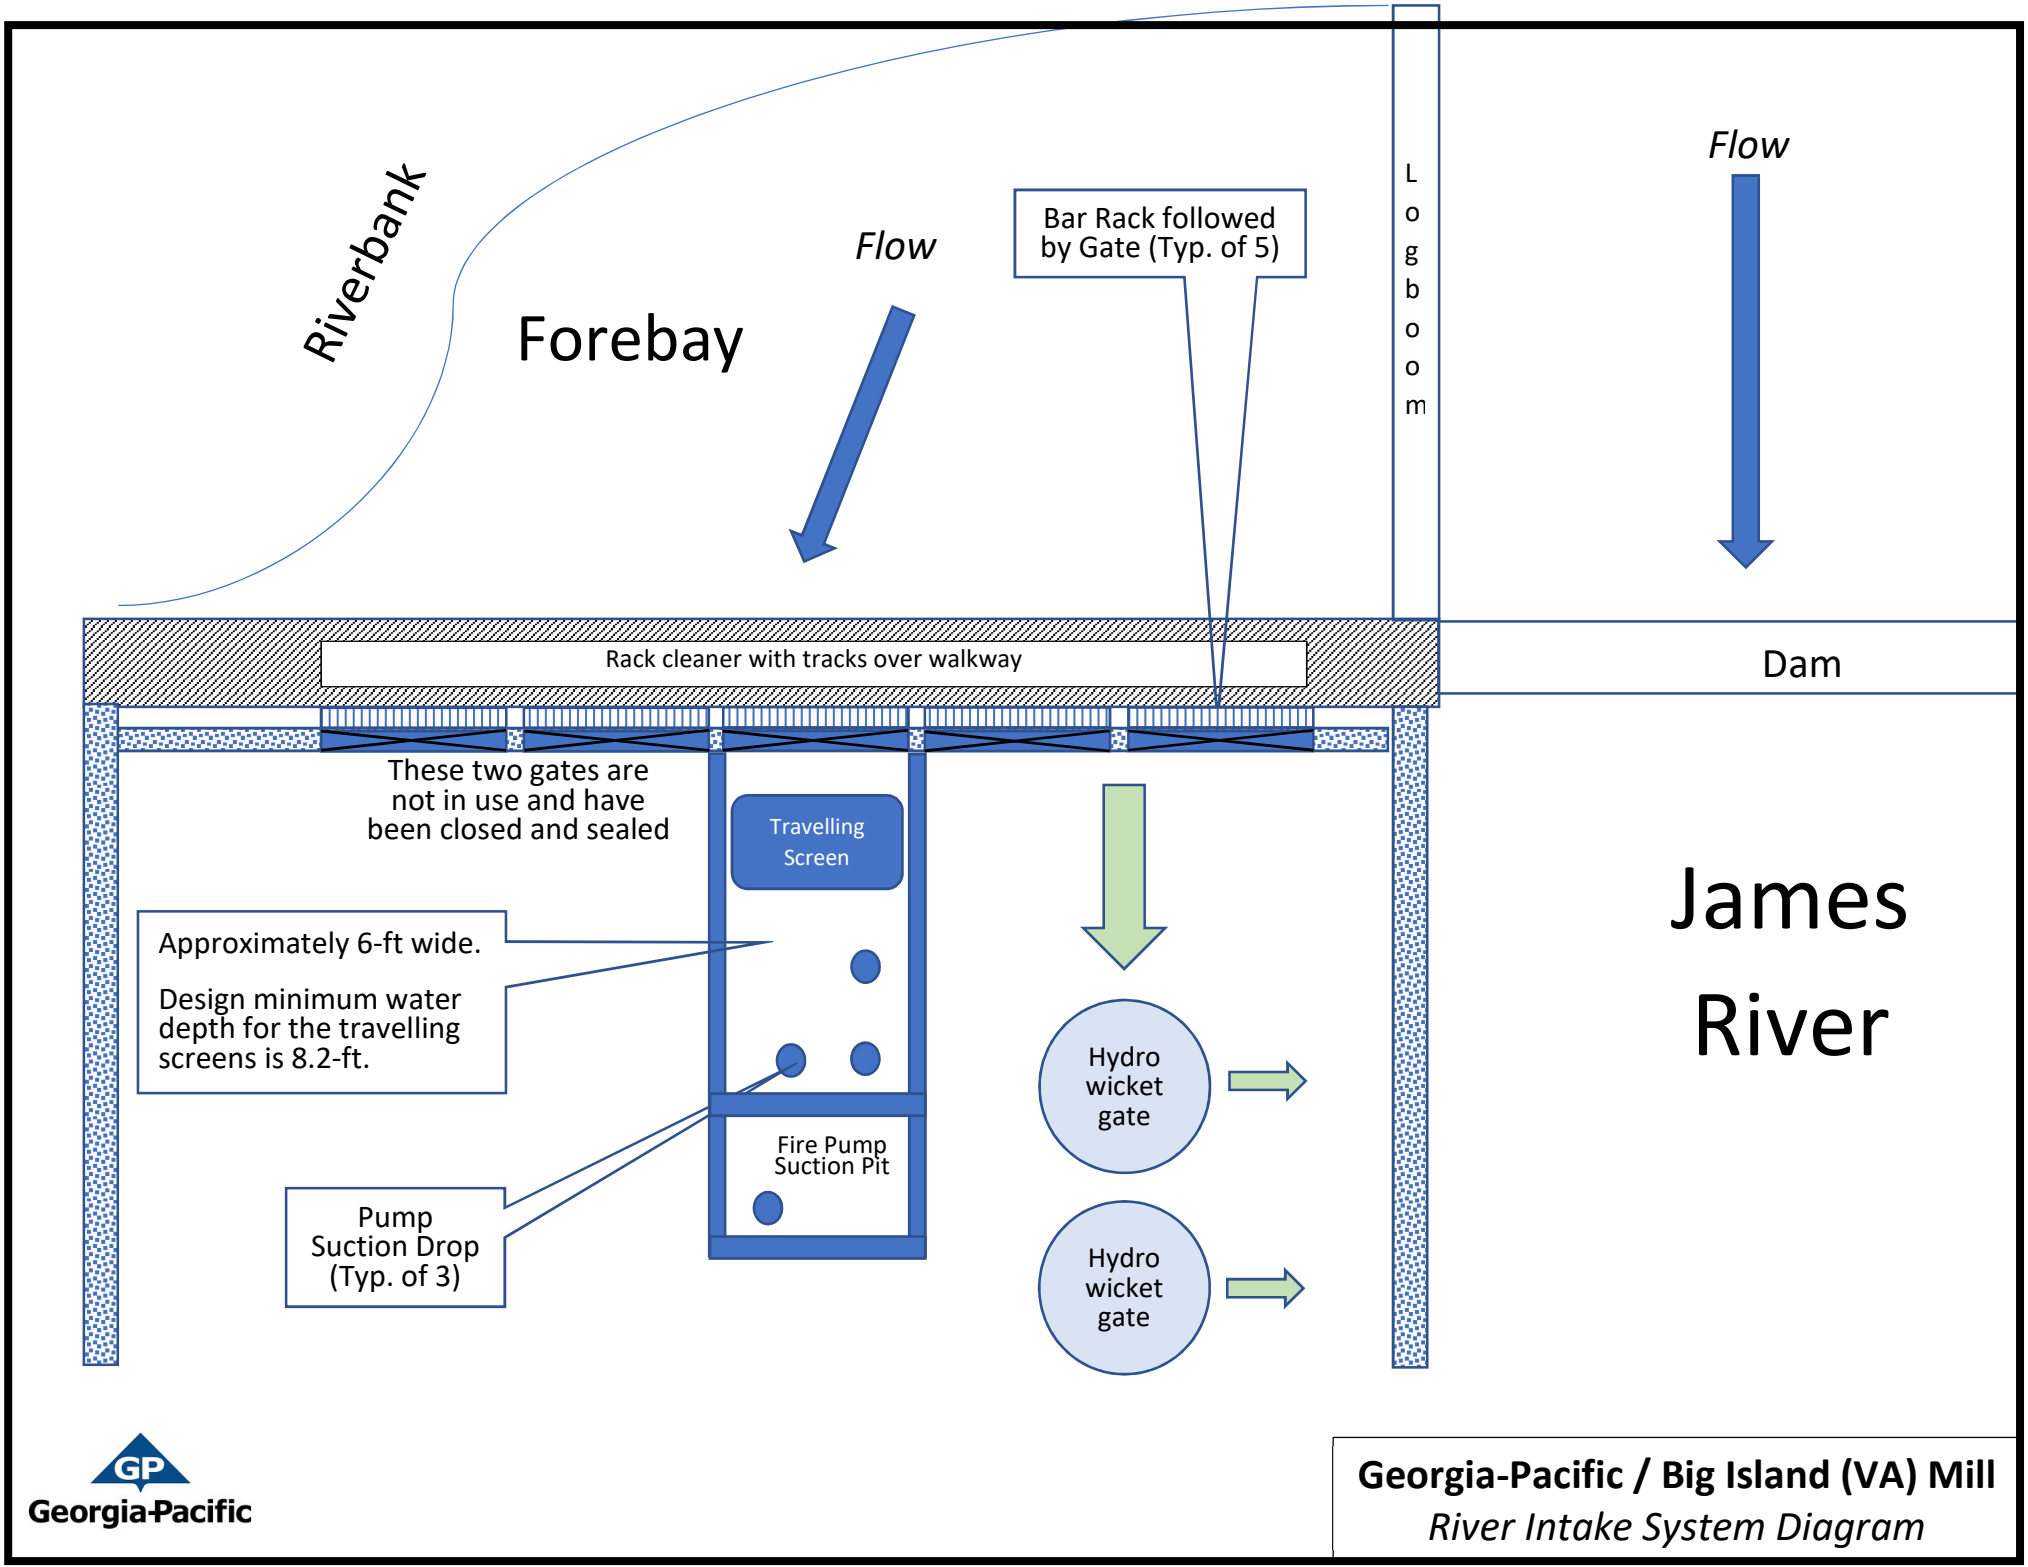 Flow
Riverbank
Flow
Forebay
Bar Rack followed
by Gate (Typ. of 5)
Logboom
Rack cleaner with tracks over walkway
Dam
These two gates are
not in use and have
been closed and sealed
Travelling
Screen
Approximately 6-ft wide.
Design minimum water
depth for the travelling
screens is 8.2-ft.
James
River
Hydro
wicket
gate
Fire Pump
Suction Pit
Pump
Suction Drop
(Typ. of 3)
Hydro
wicket
gate
GP
Georgia-Pacific
Georgia-Pacific / Big Island (VA) Mill
River Intake System Diagram